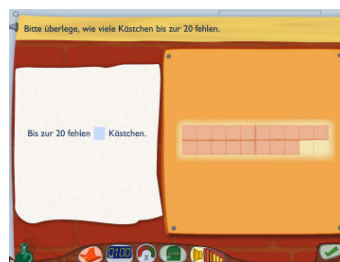 Bitte überlege, wie viele Kästchen bis zur 20 fehlen.
Bis zur 20 fehlen Kästchen.